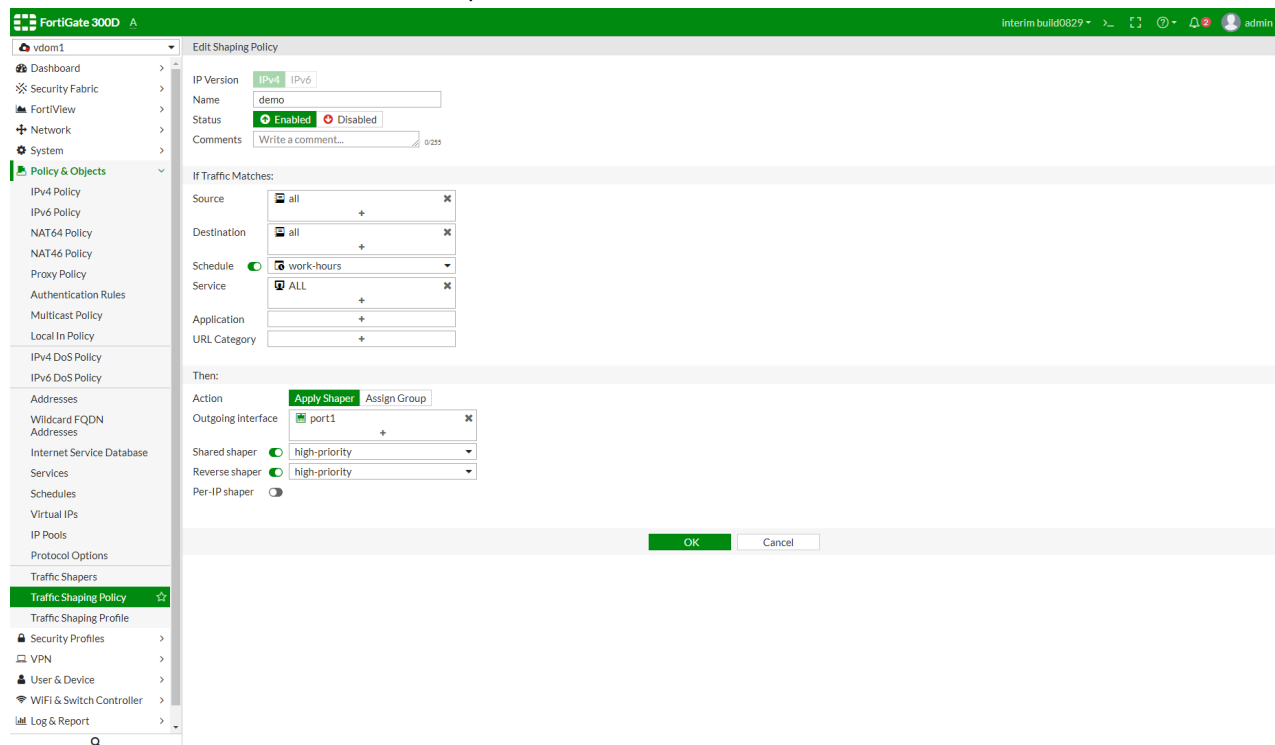 FortiGate 300D A
interim build0829 >_ 2 admin
vdom1
Dashboard
Security Fabric
FortiView
Network
System
Policy & Objects
IPv4 Policy
IPv6 Policy
NAT64 Policy
NAT46 Policy
Proxy Policy
Authentication Rules
Multicast Policy
Local In Policy
IPv4 DoS Policy
IPv6 DoS Policy
Addresses
Wildcard FQDN
Addresses
Internet Service Database
Services
Schedules
Virtual IPs
IP Pools
Protocol Options
Traffic Shapers
Traffic Shaping Policy
Traffic Shaping Profile
Security Profiles
VPN
User & Device
WiFi & Switch Controller
Log & Report
Edit Shaping Policy
IP Version IPv4 IPv6
Name demo
Status Enabled Disabled
Comments Write a comment... 0/255
If Traffic Matches:
Source all
+
Destination all
+
Schedule work-hours
Service ALL
+
Application +
URL Category +
Then:
Action Apply Shaper Assign Group
Outgoing interface port1
+
Shared shaper high-priority
Reverse shaper high-priority
Per-IP shaper
OK Cancel